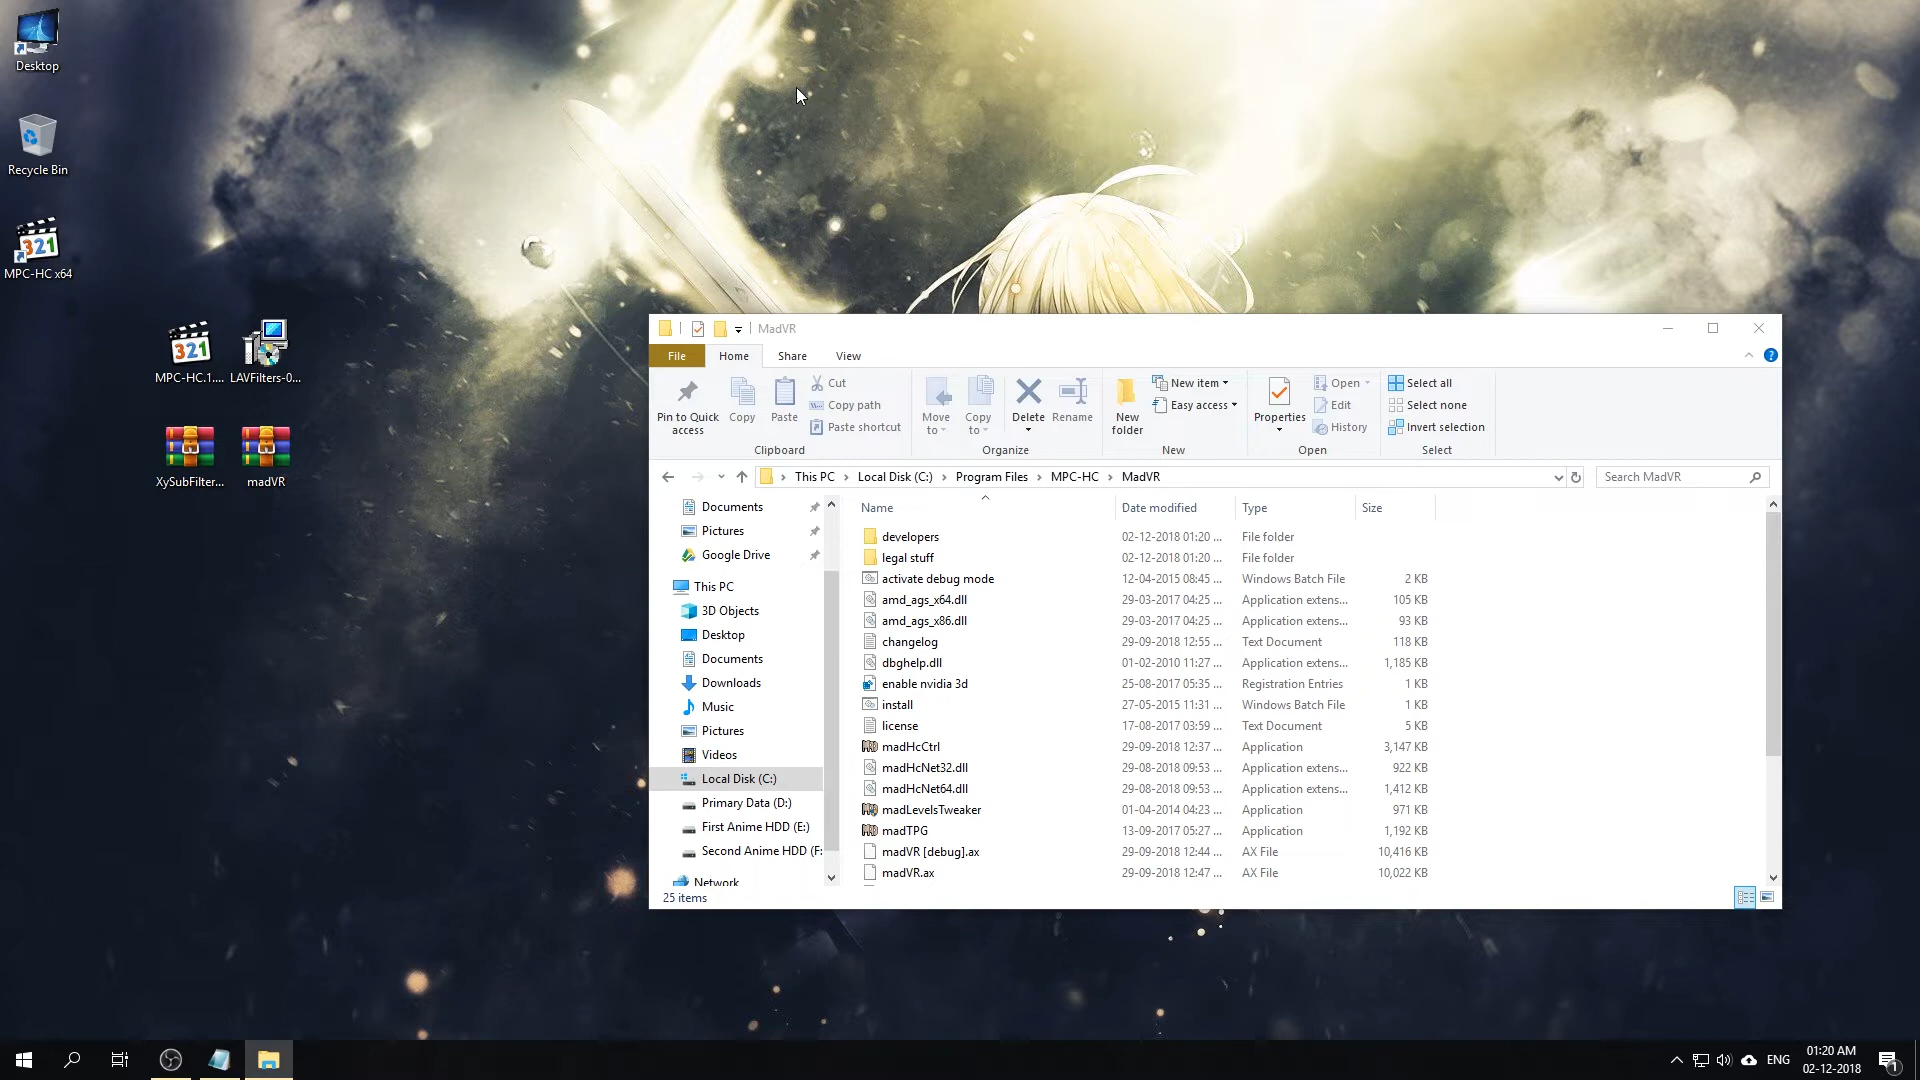 Desktop
Recycle Bin
MPC-HC x64
MPC-HC.1....
LAVFilters-0...
XySubFilter...
madVR
MadVR
File
Home
Share
View
Pin to Quick access
Copy
Paste
Cut
Copy path
Paste shortcut
Clipboard
Move to
Copy to
Delete
Rename
Organize
New folder
New item
Easy access
New
Properties
Open
Edit
History
Open
Select all
Select none
Invert selection
Select
This PC > Local Disk (C:) > Program Files > MPC-HC > MadVR
Search MadVR
Documents
Pictures
Google Drive
This PC
3D Objects
Desktop
Documents
Downloads
Music
Pictures
Videos
Local Disk (C:)
Primary Data (D:)
First Anime HDD (E:)
Second Anime HDD (F:
Network
Name Date modified Type Size
developers 02-12-2018 01:20 ... File folder
legal stuff 02-12-2018 01:20 ... File folder
activate debug mode 12-04-2015 08:45 ... Windows Batch File 2 KB
amd_ags_x64.dll 29-03-2017 04:25 ... Application extens... 105 KB
amd_ags_x86.dll 29-03-2017 04:25 ... Application extens... 93 KB
changelog 29-09-2018 12:55 ... Text Document 118 KB
dbghelp.dll 01-02-2010 11:27 ... Application extens... 1,185 KB
enable nvidia 3d 25-08-2017 05:35 ... Registration Entries 1 KB
install 27-05-2015 11:31 ... Windows Batch File 1 KB
license 17-08-2017 03:59 ... Text Document 5 KB
madHcCtrl 29-09-2018 12:37 ... Application 3,147 KB
madHcNet32.dll 29-08-2018 09:53 ... Application extens... 922 KB
madHcNet64.dll 29-08-2018 09:53 ... Application extens... 1,412 KB
madLevelsTweaker 01-04-2014 04:23 ... Application 971 KB
madTPG 13-09-2017 05:27 ... Application 1,192 KB
madVR [debug].ax 29-09-2018 12:44 ... AX File 10,416 KB
madVR.ax 29-09-2018 12:47 ... AX File 10,022 KB
25 items
ENG
01:20 AM
02-12-2018
1